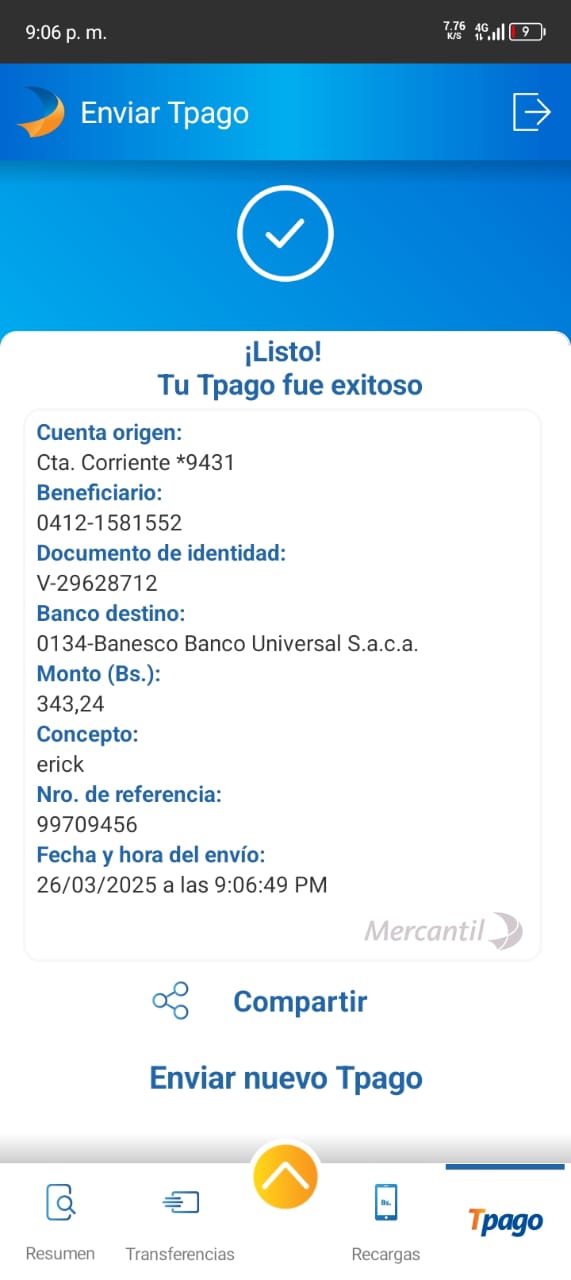 9:06 p. m.
7.76 K/S 4G 9
Enviar Tpago
¡Listo!
Tu Tpago fue exitoso
Cuenta origen:
Cta. Corriente *9431
Beneficiario:
0412-1581552
Documento de identidad:
V-29628712
Banco destino:
0134-Banesco Banco Universal S.a.c.a.
Monto (Bs.):
343,24
Concepto:
erick
Nro. de referencia:
99709456
Fecha y hora del envío:
26/03/2025 a las 9:06:49 PM
Mercantil
Compartir
Enviar nuevo Tpago
Bs.
Tpago
Resumen
Transferencias
Recargas